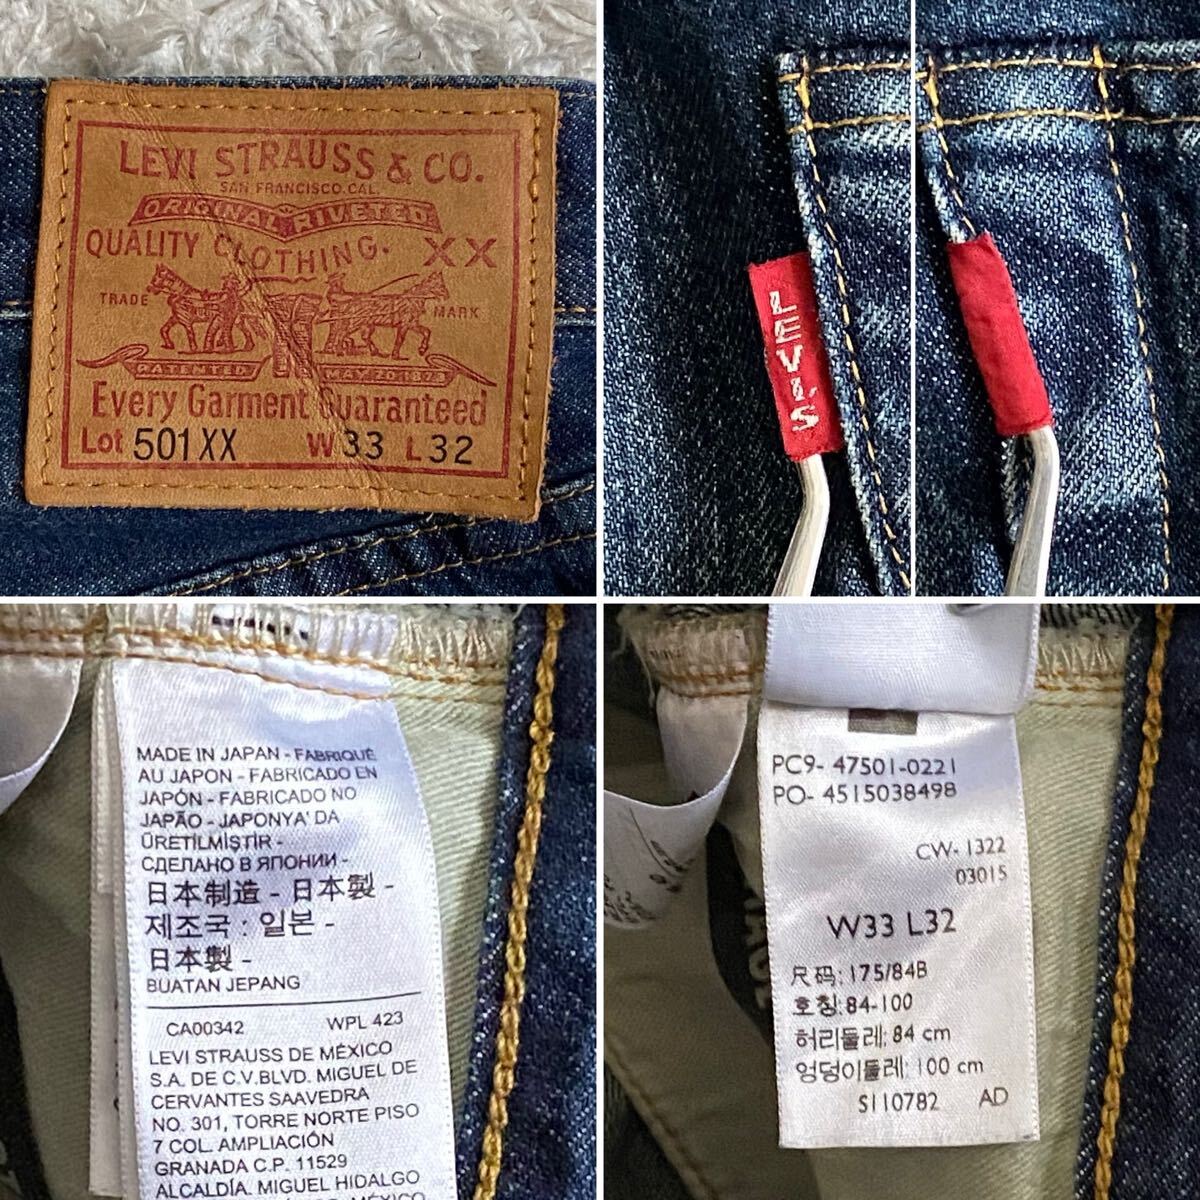 LEVI STRAUSS & CO.
SAN FRANCISCO, CAL.
ORIGINAL RIVETED
QUALITY CLOTHING. XX
TRADE MARK
PATENTED MAY 20 1873
Every Garment Guaranteed
Lot 501XX W 33 L 32
LEVI'S
MADE IN JAPAN - FABRIQUÉ
AU JAPON - FABRICADO EN
JAPÓN - FABRICADO NO
JAPÃO - JAPONYA' DA
ÜRETİLMİŞTİR -
СДЕЛАНО В ЯПОНИИ -
日本制造 - 日本製 -
제조국 : 일본 -
日本製 -
BUATAN JEPANG
CA00342 WPL 423
LEVI STRAUSS DE MÉXICO
S.A. DE C.V.BLVD. MIGUEL DE
CERVANTES SAAVEDRA
NO. 301, TORRE NORTE PISO
7 COL. AMPLIACIÓN
GRANADA C.P. 11529
ALCALDÍA. MIGUEL HIDALGO
MÉXICO
PC9- 47501-0221
PO- 4515038498
CW- 1322
03015
W33 L32
尺码: 175/84B
호칭: 84-100
허리둘레: 84 cm
엉덩이둘레: 100 cm
S110782 AD